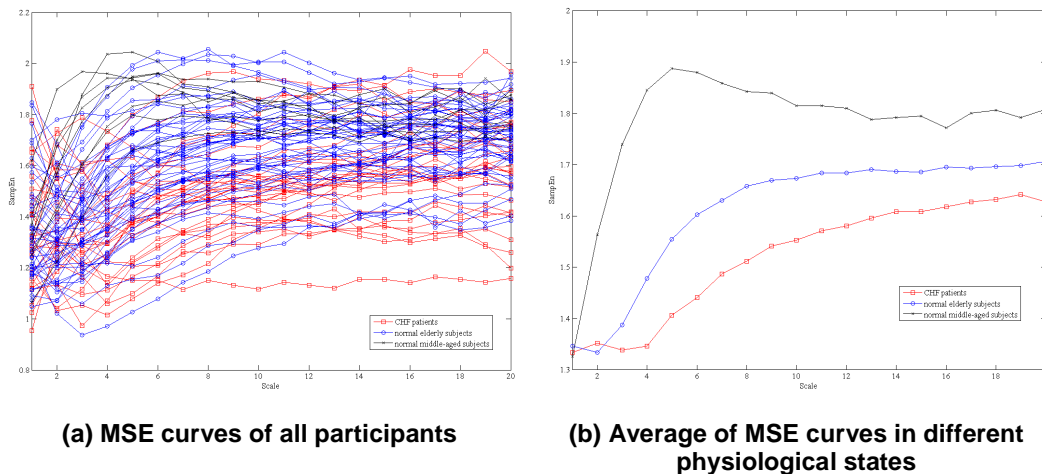 2.2
2
1.8
1.6
1.4
1.2
1
0.8
SampEn
2 4 6 8 10 12 14 16 18 20
Scale
CHF patients
normal elderly subjects
normal middle-aged subjects
(a) MSE curves of all participants
2
1.9
1.8
1.7
1.6
1.5
1.4
1.3
SampEn
2 4 6 8 10 12 14 16 18
Scale
CHF patients
normal elderly subjects
normal middle-aged subjects
(b) Average of MSE curves in different
physiological states